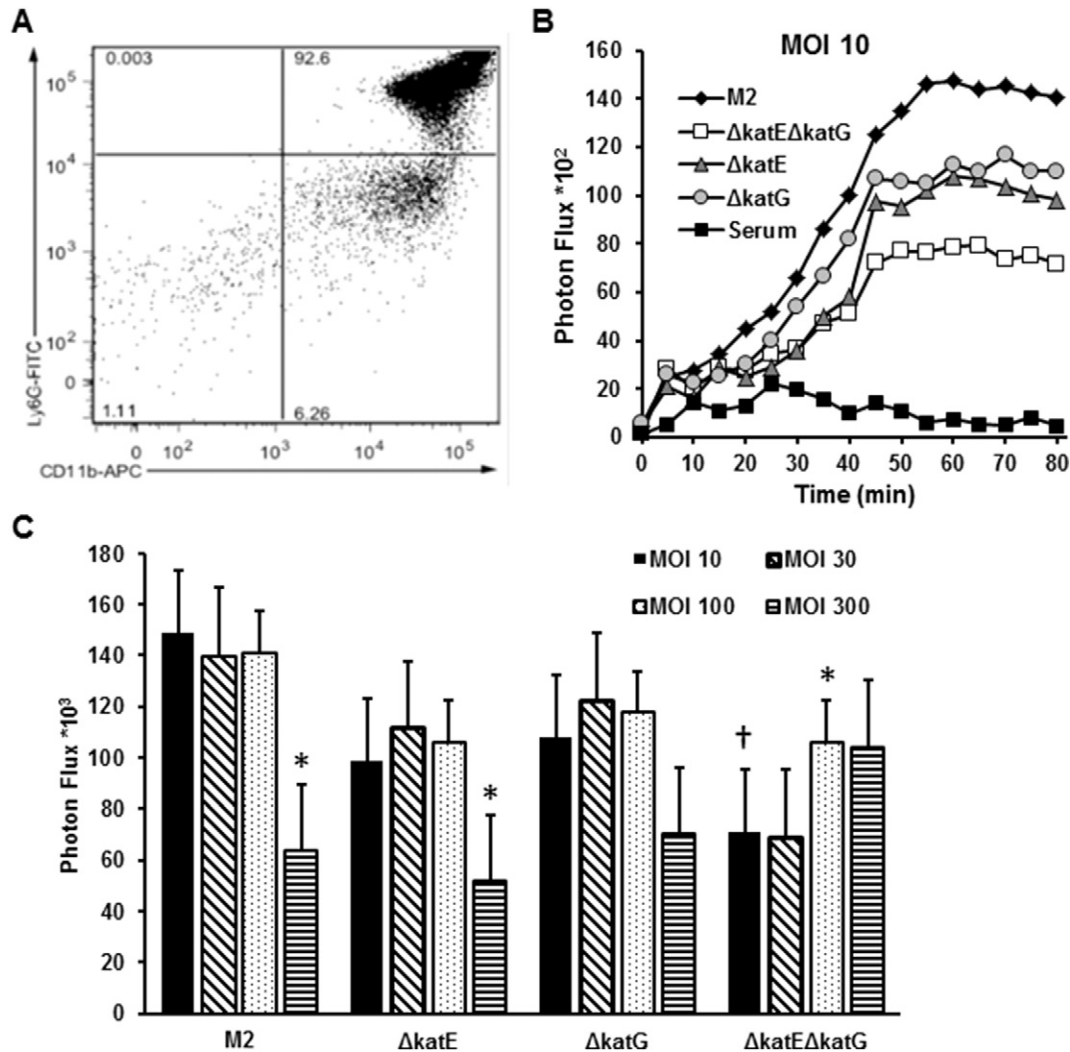 A
0.003
92.6
10^5
10^4
10^3
10^2
0
Ly6G-FITC
1.11
6.26
0 10^2 10^3 10^4 10^5
CD11b-APC
B
MOI 10
160
140
120
100
80
60
40
20
0
Photon Flux *10^2
M2
ΔkatEΔkatG
ΔkatE
ΔkatG
Serum
0 10 20 30 40 50 60 70 80
Time (min)
C
180
160
140
120
100
80
60
40
20
0
Photon Flux *10^3
MOI 10 MOI 30
MOI 100 MOI 300
*
*
†
*
M2 ΔkatE ΔkatG ΔkatEΔkatG